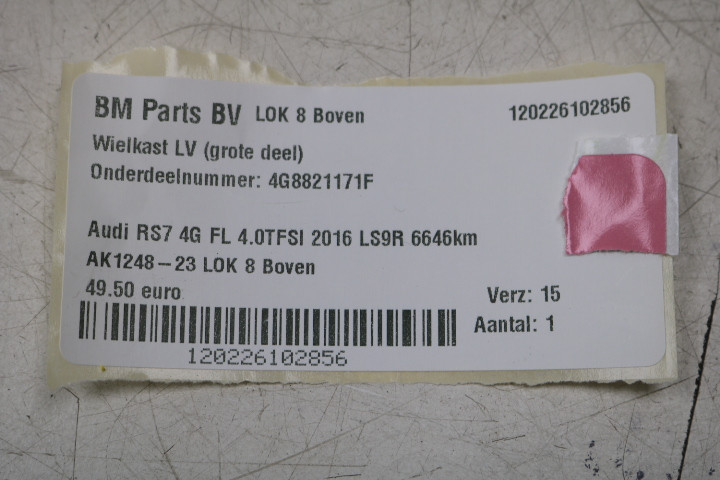 BM Parts BV LOK 8 Boven 120226102856
Wielkast LV (grote deel)
Onderdeelnummer: 4G8821171F
Audi RS7 4G FL 4.0TFSI 2016 LS9R 6646km
AK1248-23 LOK 8 Boven
49.50 euro Verz: 15
Aantal: 1
120226102856